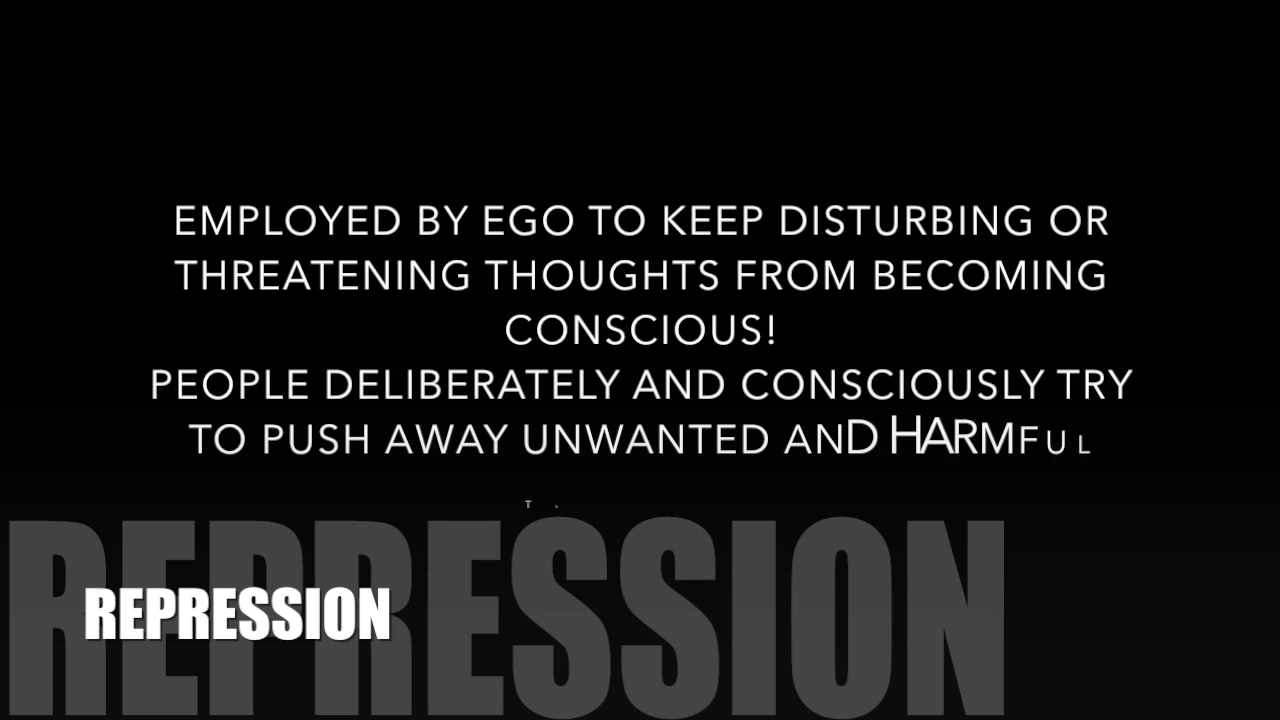 EMPLOYED BY EGO TO KEEP DISTURBING OR
THREATENING THOUGHTS FROM BECOMING
CONSCIOUS!
PEOPLE DELIBERATELY AND CONSCIOUSLY TRY
TO PUSH AWAY UNWANTED AND HARMFUL
T
REPRESSION
REPRESSION